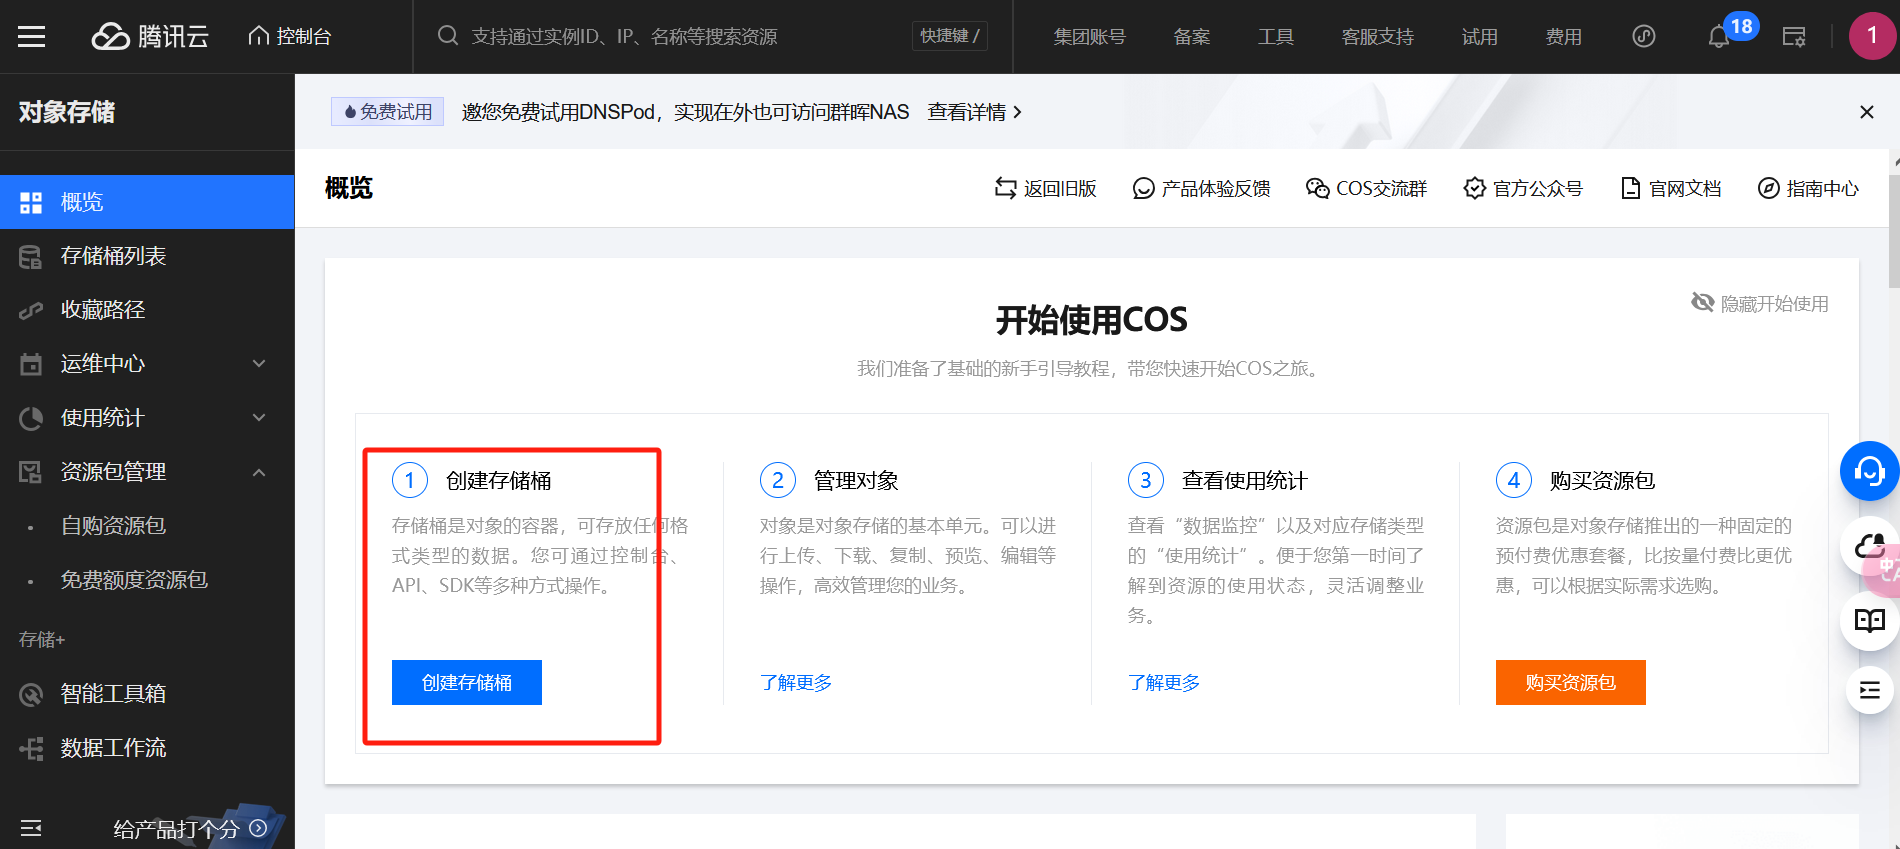 腾讯云
控制台
支持通过实例ID、IP、名称等搜索资源
快捷键 /
集团账号
备案
工具
客服支持
试用
费用
18
1
对象存储
概览
存储桶列表
收藏路径
运维中心
使用统计
资源包管理
自购资源包
免费额度资源包
存储+
智能工具箱
数据工作流
给产品打个分
免费试用
邀您免费试用DNSPod，实现在外也可访问群晖NAS
查看详情
概览
返回旧版
产品体验反馈
COS交流群
官方公众号
官网文档
指南中心
开始使用COS
隐藏开始使用
我们准备了基础的新手引导教程，带您快速开始COS之旅。
1 创建存储桶
存储桶是对象的容器，可存放任何格
式类型的数据。您可通过控制台、
API、SDK等多种方式操作。
创建存储桶
2 管理对象
对象是对象存储的基本单元。可以进
行上传、下载、复制、预览、编辑等
操作，高效管理您的业务。
了解更多
3 查看使用统计
查看“数据监控”以及对应存储类型
的“使用统计”。便于您第一时间了
解到资源的使用状态，灵活调整业
务。
了解更多
4 购买资源包
资源包是对象存储推出的一种固定的
预付费优惠套餐，比按量付费比更优
惠，可以根据实际需求选购。
购买资源包